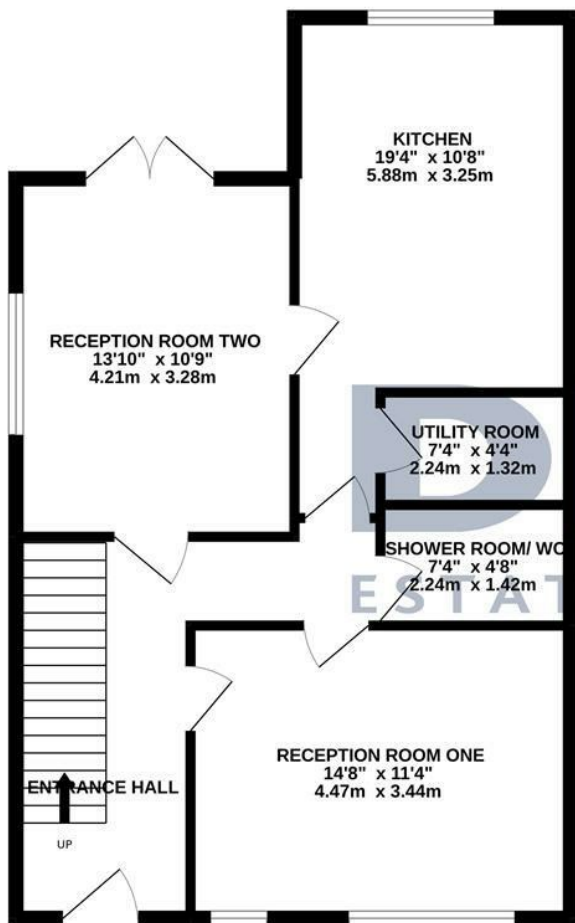 KITCHEN
19'4" x 10'8"
5.88m x 3.25m
RECEPTION ROOM TWO
13'10" x 10'9"
4.21m x 3.28m
UTILITY ROOM
7'4" x 4'4"
2.24m x 1.32m
SHOWER ROOM/ WC
7'4" x 4'8"
2.24m x 1.42m
ESTAT
RECEPTION ROOM ONE
14'8" x 11'4"
4.47m x 3.44m
ENTRANCE HALL
UP